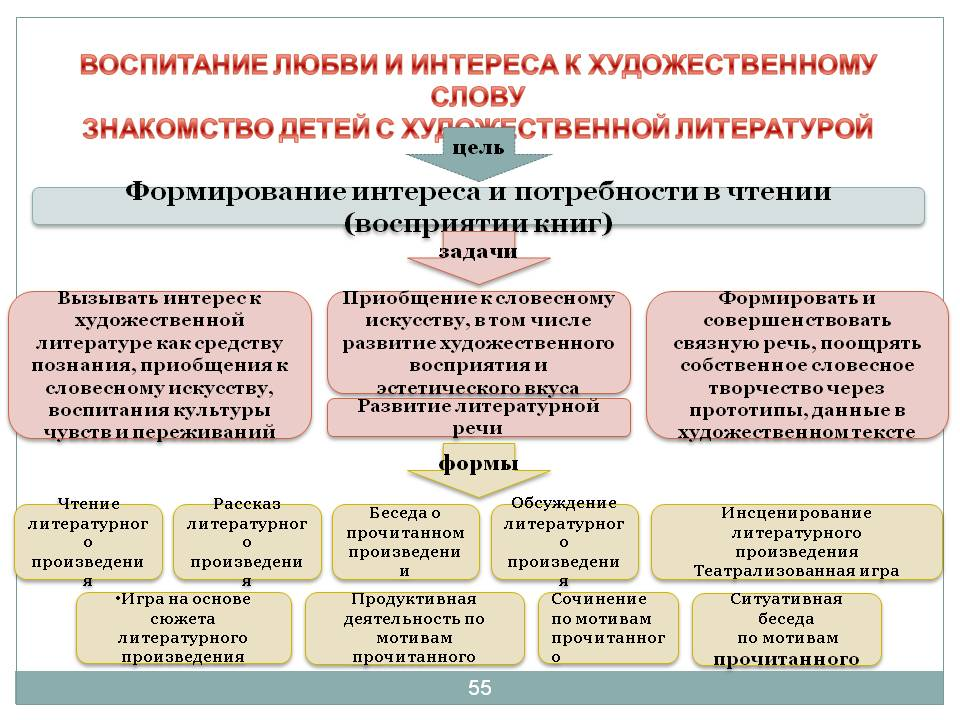 ВОСПИТАНИЕ ЛЮБВИ И ИНТЕРЕСА К ХУДОЖЕСТВЕННОМУ
СЛОВУ
ЗНАКОМСТВО ДЕТЕЙ С ХУДОЖЕСТВЕННОЙ ЛИТЕРАТУРОЙ
цель
Формирование интереса и потребности в чтении
(восприятии книг)
задачи
Вызывать интерес к
художественной
литературе как средству
познания, приобщения к
словесному искусству,
воспитания культуры
чувств и переживаний
Приобщение к словесному
искусству, в том числе
развитие художественного
восприятия и
эстетического вкуса
Развитие литературной
речи
Формировать и
совершенствовать
связную речь, поощрять
собственное словесное
творчество через
прототипы, данные в
художественном тексте
формы
Чтение
литературног
о
произведени
я
Рассказ
литературног
о
произведени
я
Беседа о
прочитанном
произведени
и
Обсуждение
литературног
о
произведени
я
Инсценирование
литературного
произведения
Театрализованная игра
•Игра на основе
сюжета
литературного
произведения
Продуктивная
деятельность по
мотивам
прочитанного
Сочинение
по мотивам
прочитанног
о
Ситуативная
беседа
по мотивам
прочитанного
55